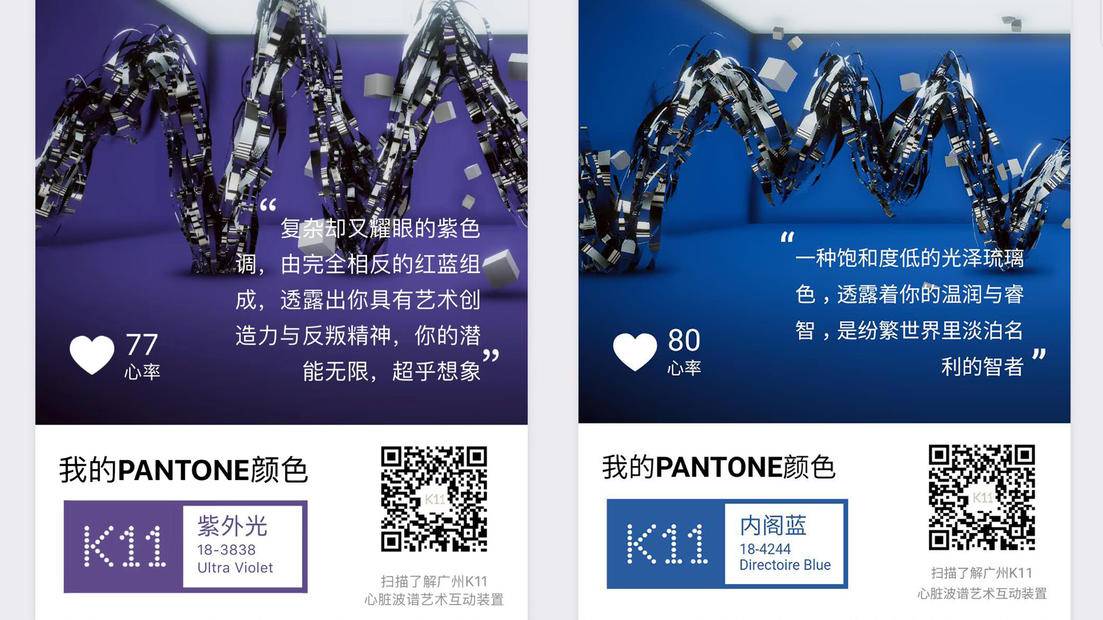 “
复杂却又耀眼的紫色
调，由完全相反的红蓝组
成，透露出你具有艺术创
造力与反叛精神，你的潜
能无限，超乎想象”
77
心率
我的PANTONE颜色
K11
紫外光
18-3838
Ultra Violet
K11
扫描了解广州K11
心脏波谱艺术互动装置
“
一种饱和度低的光泽琉璃
色，透露着你的温润与睿
智，是纷繁世界里淡泊名
利的智者”
80
心率
我的PANTONE颜色
K11
内阁蓝
18-4244
Directoire Blue
K11
扫描了解广州K11
心脏波谱艺术互动装置